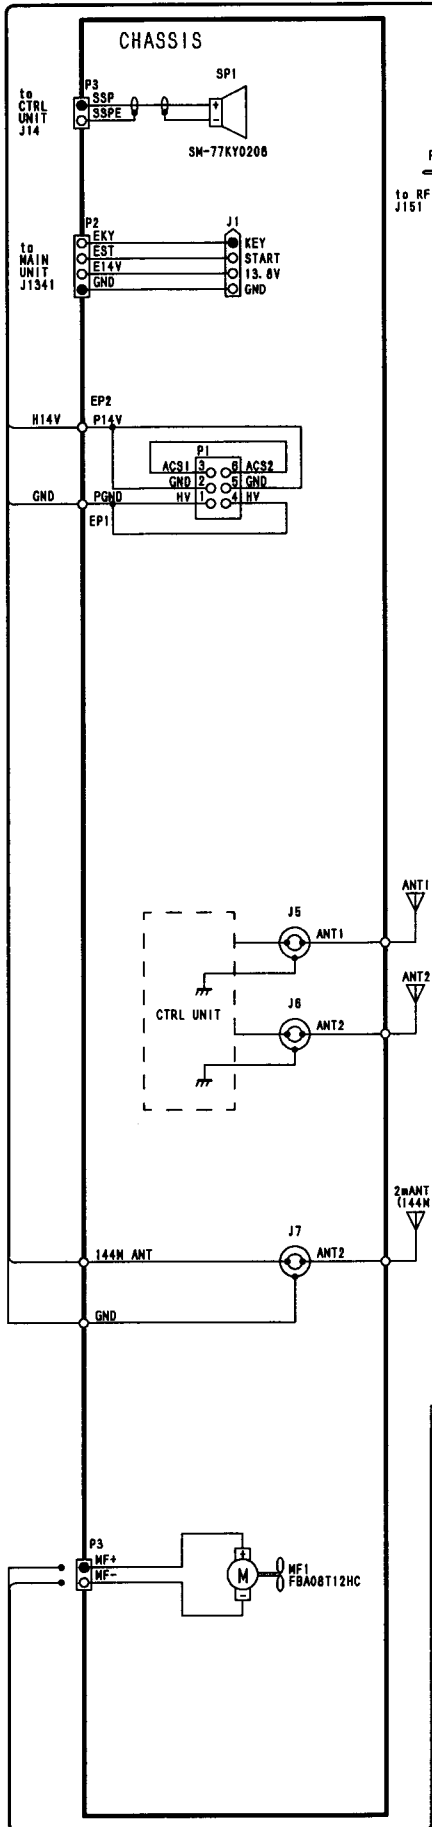 CHASSIS
SP1
P3
to
CTRL
UNIT
J14
SSP
SSPE
+
-
SM-77KY0206
to RF
J151
P2
J1
to
MAIN
UNIT
J1341
EKY
EST
E14V
GND
KEY
START
13.8V
GND
EP2
H14V
P14V
P1
ACS1 3
6 ACS2
GND 2
5 GND
HV 1
4 HV
GND
PGND
EP1
ANT1
J5
ANT1
CTRL UNIT
ANT2
J6
ANT2
2mANT
(144M
J7
144M ANT
ANT2
GND
P3
MF+
MF-
+
M
-
MF1
FBA08T12HC